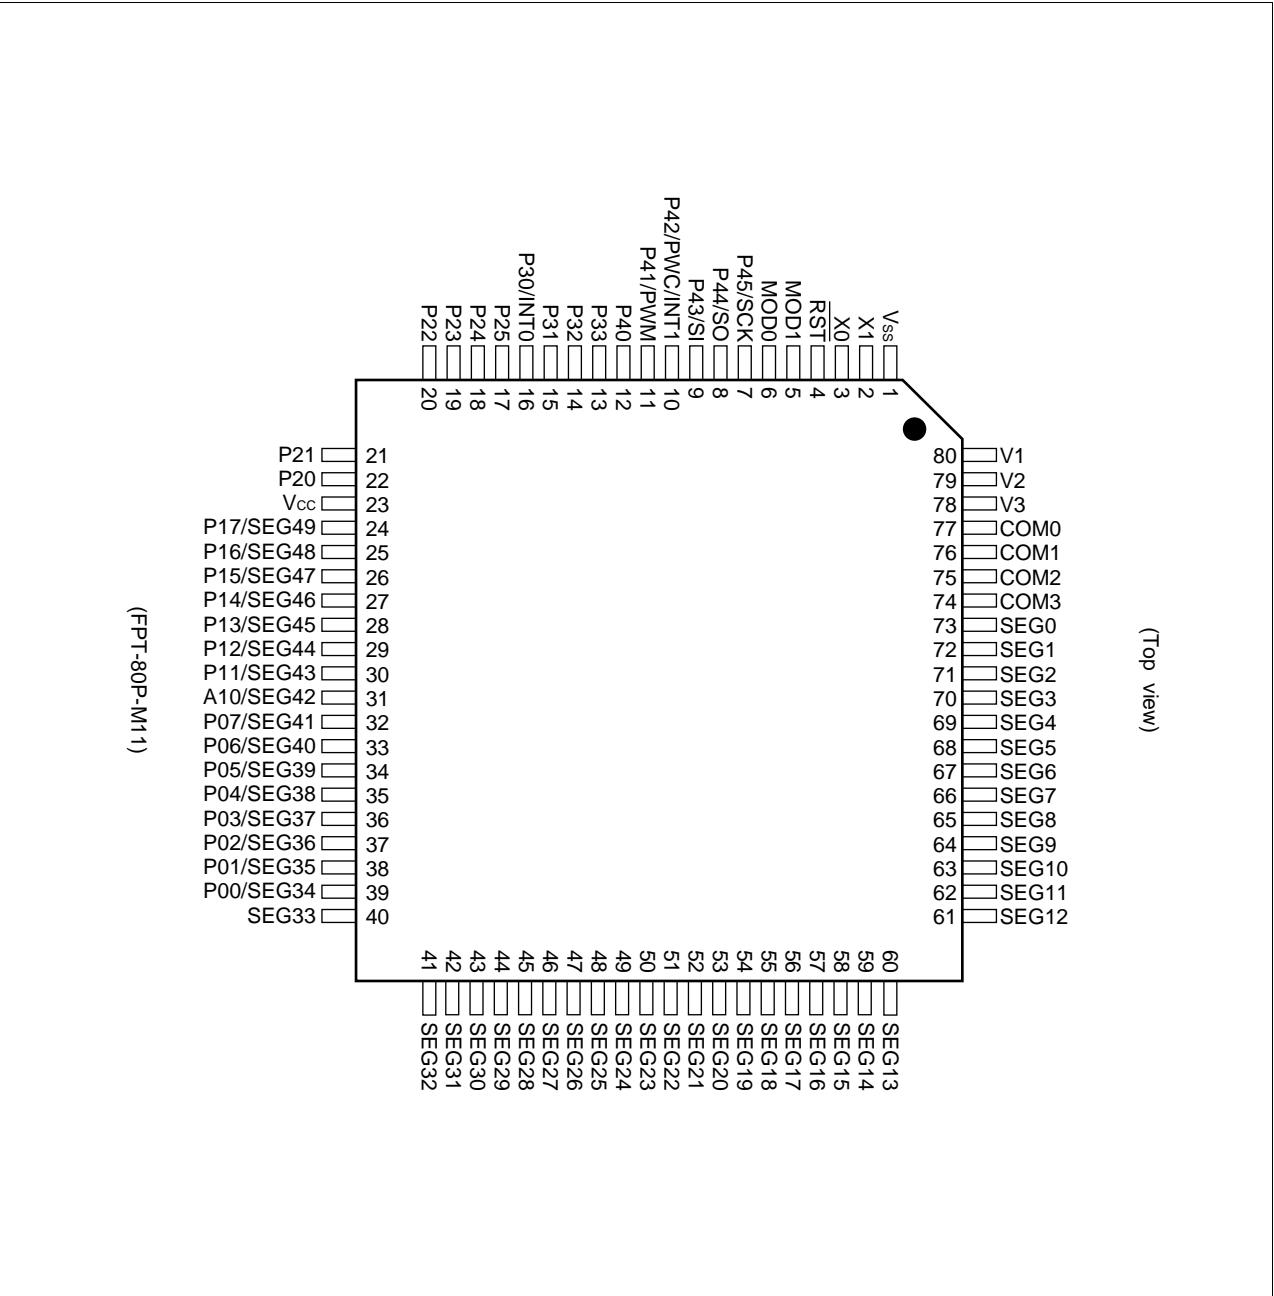 P22
P23
P24
P25
P30/INT0
P31
P32
P33
P40
P41/PWM
P42/PWC/INT1
P43/SI
P44/SO
P45/SCK
MOD0
MOD1
RST
X0
X1
Vss
20
19
18
17
16
15
14
13
12
11
10
9
8
7
6
5
4
3
2
1
P21 21
P20 22
Vcc 23
P17/SEG49 24
P16/SEG48 25
P15/SEG47 26
P14/SEG46 27
P13/SEG45 28
P12/SEG44 29
P11/SEG43 30
A10/SEG42 31
P07/SEG41 32
P06/SEG40 33
P05/SEG39 34
P04/SEG38 35
P03/SEG37 36
P02/SEG36 37
P01/SEG35 38
P00/SEG34 39
SEG33 40
80 V1
79 V2
78 V3
77 COM0
76 COM1
75 COM2
74 COM3
73 SEG0
72 SEG1
71 SEG2
70 SEG3
69 SEG4
68 SEG5
67 SEG6
66 SEG7
65 SEG8
64 SEG9
63 SEG10
62 SEG11
61 SEG12
41
42
43
44
45
46
47
48
49
50
51
52
53
54
55
56
57
58
59
60
SEG32
SEG31
SEG30
SEG29
SEG28
SEG27
SEG26
SEG25
SEG24
SEG23
SEG22
SEG21
SEG20
SEG19
SEG18
SEG17
SEG16
SEG15
SEG14
SEG13
(FPT-80P-M11)
(Top view)